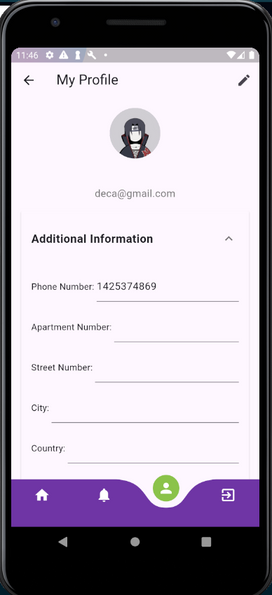 11:46
My Profile
deca@gmail.com
Additional Information
Phone Number: 1425374869
Apartment Number:
Street Number:
City:
Country: